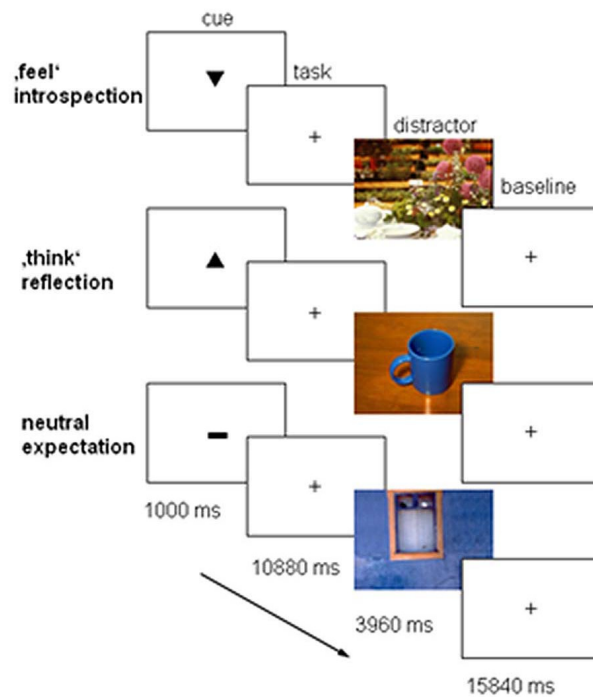 cue
‚feel‘
introspection
task
distractor
baseline
‚think‘
reflection
neutral
expectation
1000 ms
10880 ms
3960 ms
15840 ms